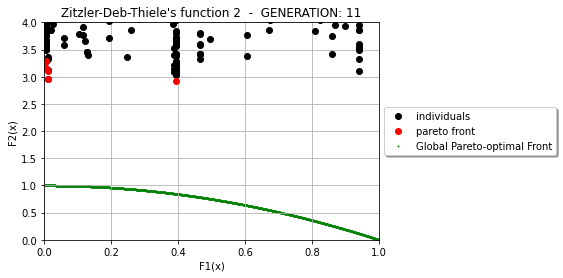 Zitzler-Deb-Thiele's function 2 - GENERATION: 11
4.0
3.5
3.0
2.5
2.0
1.5
1.0
0.5
0.0
F2(x)
0.0 0.2 0.4 0.6 0.8 1.0
F1(x)
individuals
pareto front
Global Pareto-optimal Front